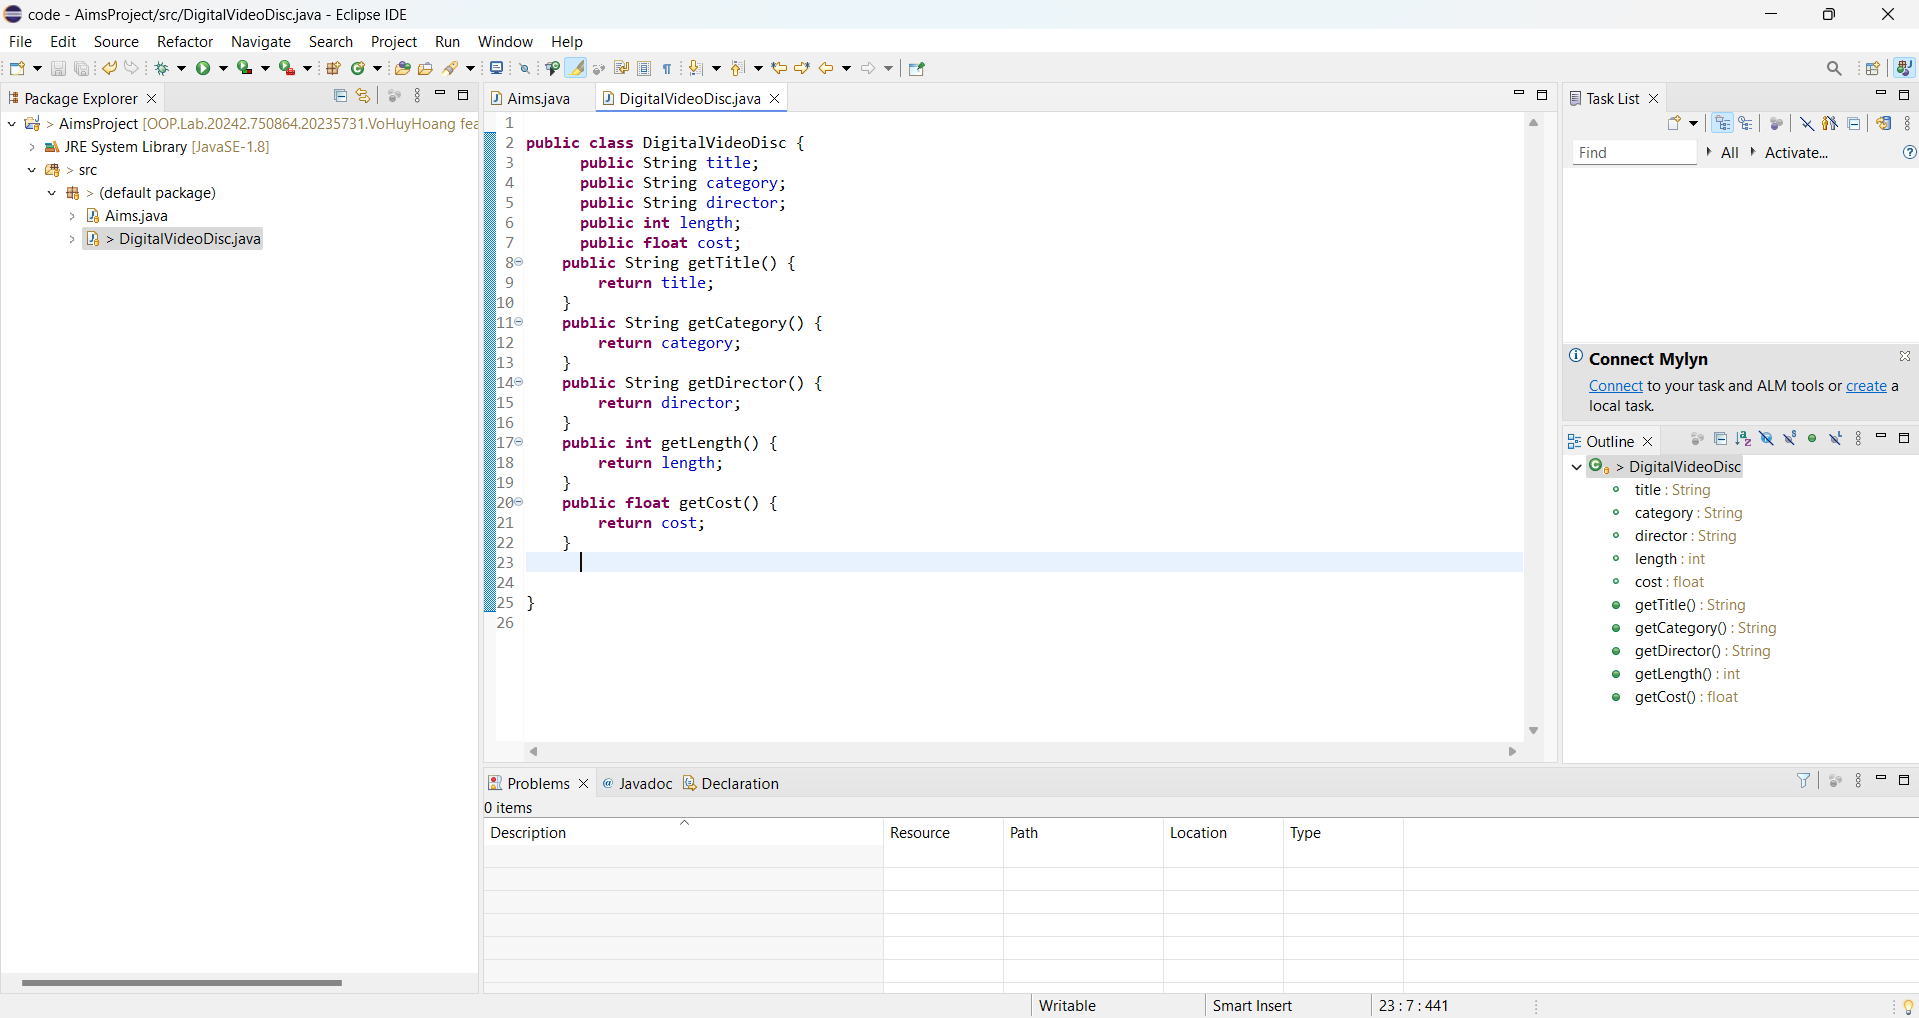 code - AimsProject/src/DigitalVideoDisc.java - Eclipse IDE
File Edit Source Refactor Navigate Search Project Run Window Help
Package Explorer
> AimsProject [OOP.Lab.20242.750864.20235731.VoHuyHoang fea
JRE System Library [JavaSE-1.8]
> src
> (default package)
Aims.java
> DigitalVideoDisc.java
Aims.java DigitalVideoDisc.java
1
2 public class DigitalVideoDisc {
3 public String title;
4 public String category;
5 public String director;
6 public int length;
7 public float cost;
8 public String getTitle() {
9 return title;
10 }
11 public String getCategory() {
12 return category;
13 }
14 public String getDirector() {
15 return director;
16 }
17 public int getLength() {
18 return length;
19 }
20 public float getCost() {
21 return cost;
22 }
23
24
25 }
26
Task List
Find All Activate...
Connect Mylyn
Connect to your task and ALM tools or create a
local task.
Outline
> DigitalVideoDisc
title : String
category : String
director : String
length : int
cost : float
getTitle() : String
getCategory() : String
getDirector() : String
getLength() : int
getCost() : float
Problems Javadoc Declaration
0 items
Description Resource Path Location Type
Writable Smart Insert 23 : 7 : 441